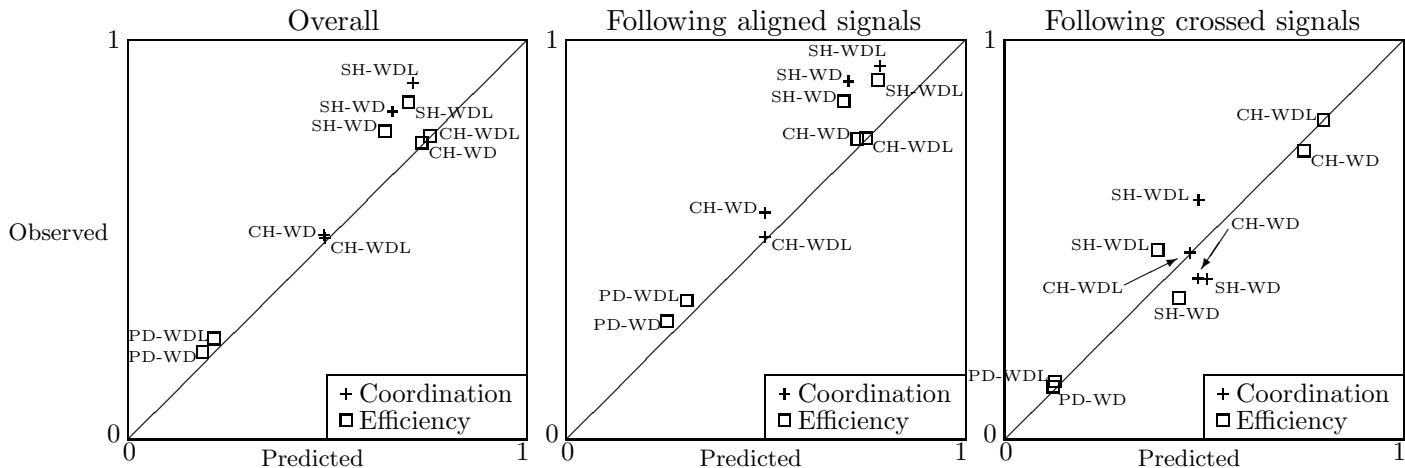 Overall
1
SH-WDL
SH-WD
SH-WDL
SH-WD
CH-WDL
CH-WD
CH-WD
CH-WDL
Observed
PD-WDL
PD-WD
Coordination
Efficiency
0
0
Predicted
1
Following aligned signals
1
SH-WDL
SH-WD
SH-WDL
SH-WD
CH-WD
CH-WDL
CH-WD
CH-WDL
PD-WDL
PD-WD
Coordination
Efficiency
0
0
Predicted
1
Following crossed signals
1
CH-WDL
CH-WD
SH-WDL
CH-WD
SH-WDL
CH-WDL
SH-WD
SH-WD
PD-WDL
PD-WD
Coordination
Efficiency
0
0
Predicted
1